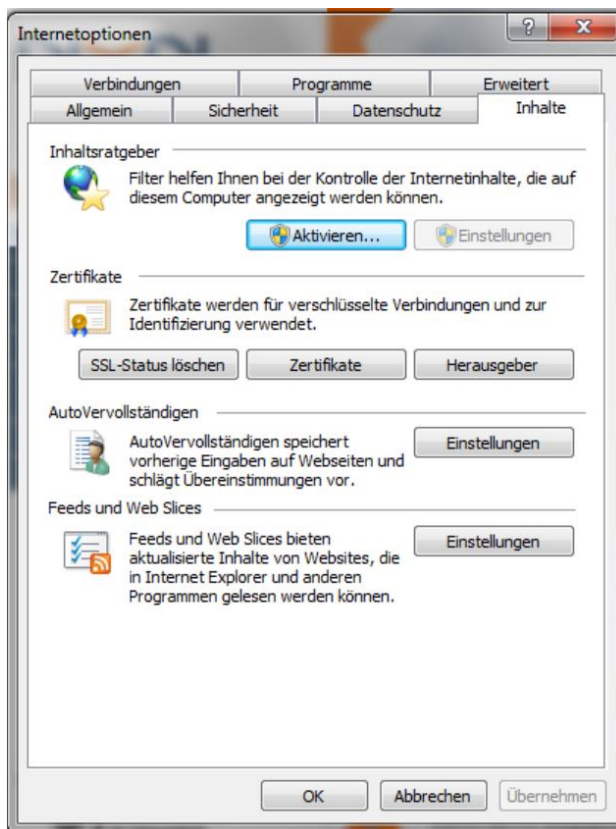 Internetoptionen
Verbindungen Programme Erweitert
Allgemein Sicherheit Datenschutz Inhalte
Inhaltsratgeber
Filter helfen Ihnen bei der Kontrolle der Internetinhalte, die auf
diesem Computer angezeigt werden können.
Aktivieren... Einstellungen
Zertifikate
Zertifikate werden für verschlüsselte Verbindungen und zur
Identifizierung verwendet.
SSL-Status löschen Zertifikate Herausgeber
AutoVervollständigen
AutoVervollständigen speichert
vorherige Eingaben auf Webseiten und
schlägt Übereinstimmungen vor.
Einstellungen
Feeds und Web Slices
Feeds und Web Slices bieten
aktualisierte Inhalte von Websites, die
in Internet Explorer und anderen
Programmen gelesen werden können.
Einstellungen
OK Abbrechen Übernehmen